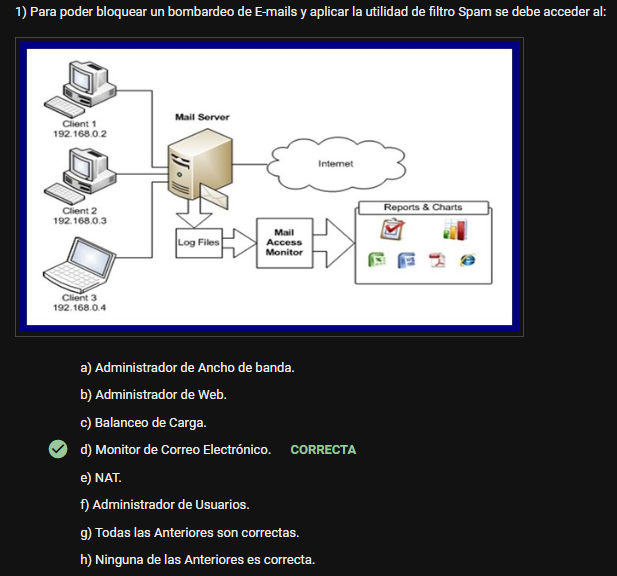 1) Para poder bloquear un bombardeo de E-mails y aplicar la utilidad de filtro Spam se debe acceder al:
Client 1
192.168.0.2
Mail Server
Internet
Client 2
192.168.0.3
Reports & Charts
Log Files
Mail
Access
Monitor
Client 3
192.168.0.4
a) Administrador de Ancho de banda.
b) Administrador de Web.
c) Balanceo de Carga.
d) Monitor de Correo Electrónico. CORRECTA
e) NAT.
f) Administrador de Usuarios.
g) Todas las Anteriores son correctas.
h) Ninguna de las Anteriores es correcta.